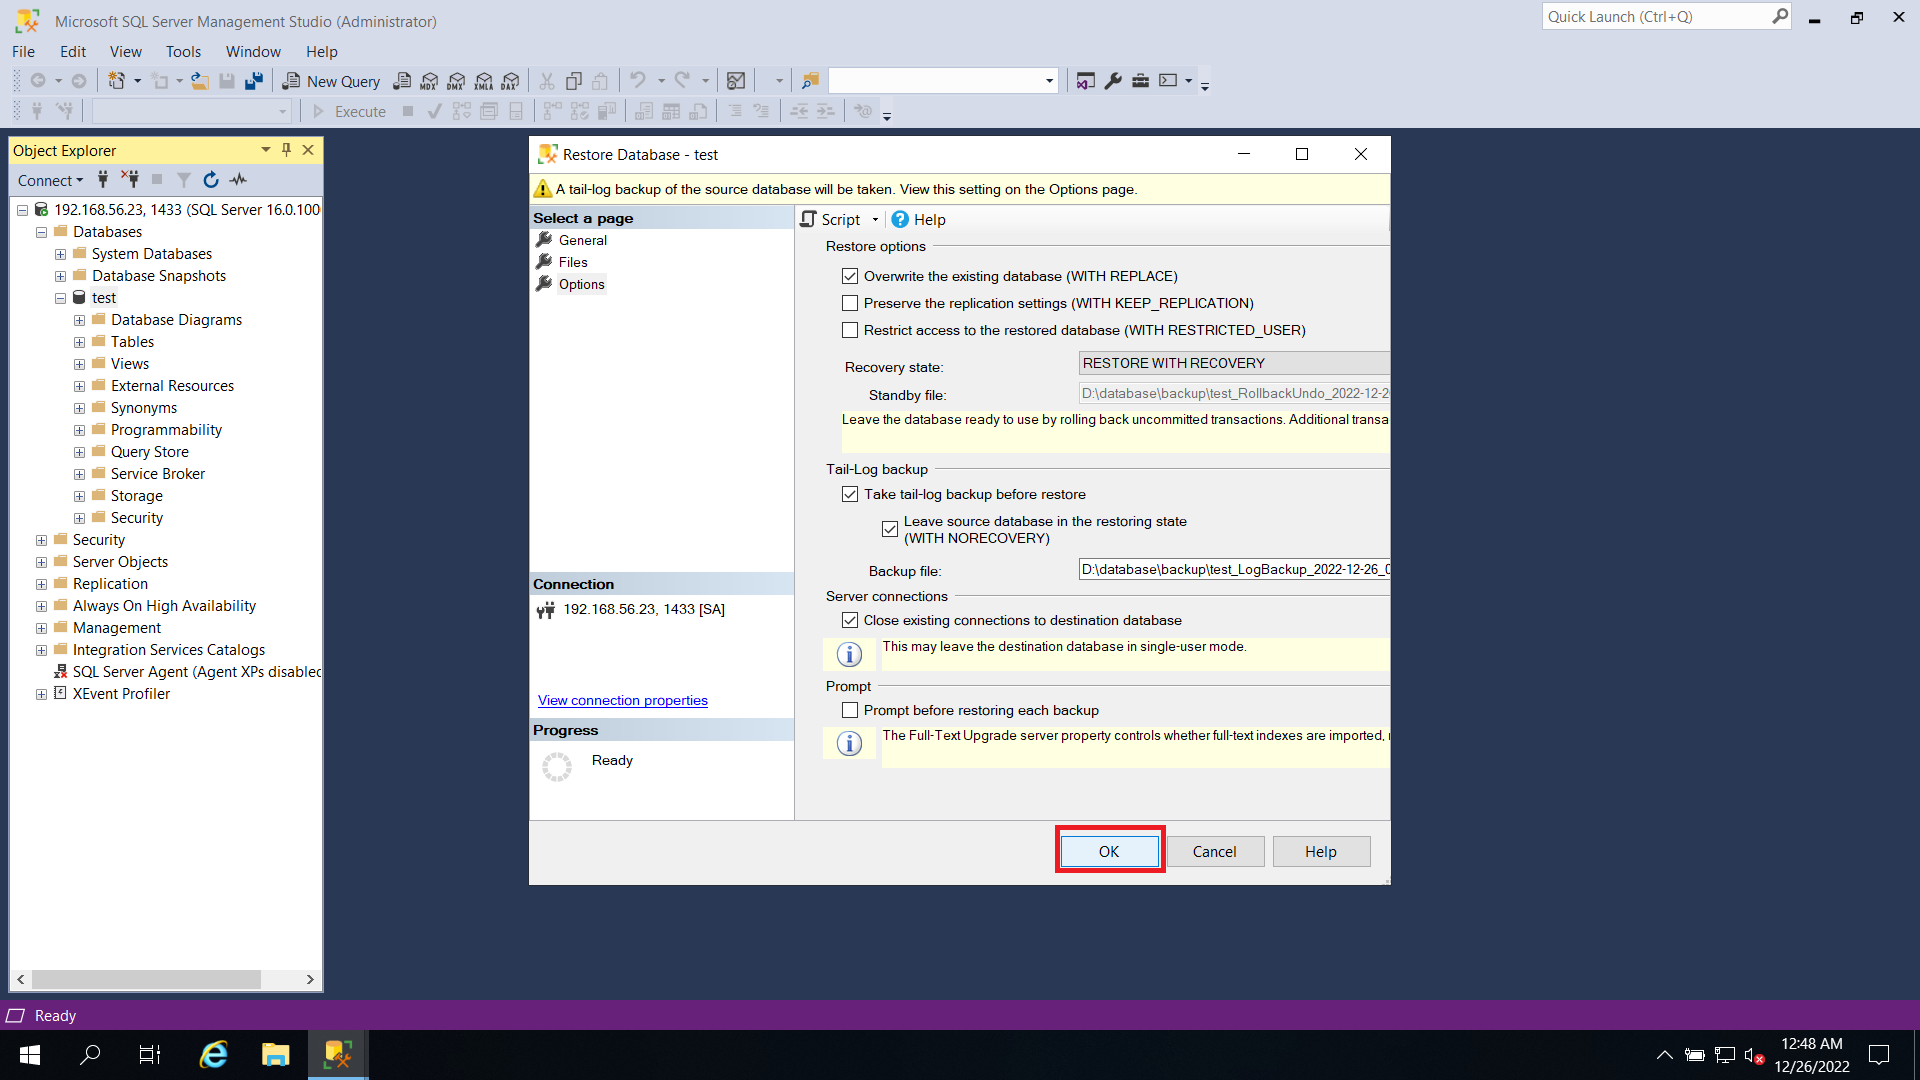 Microsoft SQL Server Management Studio (Administrator)
Quick Launch (Ctrl+Q)
File Edit View Tools Window Help
New Query
MDX DMX XMLA DAX
Execute
Object Explorer
Connect
192.168.56.23, 1433 (SQL Server 16.0.100
Databases
System Databases
Database Snapshots
test
Database Diagrams
Tables
Views
External Resources
Synonyms
Programmability
Query Store
Service Broker
Storage
Security
Security
Server Objects
Replication
Always On High Availability
Management
Integration Services Catalogs
SQL Server Agent (Agent XPs disabled
XEvent Profiler
Restore Database - test
A tail-log backup of the source database will be taken. View this setting on the Options page.
Select a page
General
Files
Options
Connection
192.168.56.23, 1433 [SA]
View connection properties
Progress
Ready
Script Help
Restore options
Overwrite the existing database (WITH REPLACE)
Preserve the replication settings (WITH KEEP_REPLICATION)
Restrict access to the restored database (WITH RESTRICTED_USER)
Recovery state: RESTORE WITH RECOVERY
Standby file: D:\database\backup\test_RollbackUndo_2022-12-2
Leave the database ready to use by rolling back uncommitted transactions. Additional transa
Tail-Log backup
Take tail-log backup before restore
Leave source database in the restoring state
(WITH NORECOVERY)
Backup file: D:\database\backup\test_LogBackup_2022-12-26_0
Server connections
Close existing connections to destination database
This may leave the destination database in single-user mode.
Prompt
Prompt before restoring each backup
The Full-Text Upgrade server property controls whether full-text indexes are imported,
OK Cancel Help
Ready
12:48 AM
12/26/2022